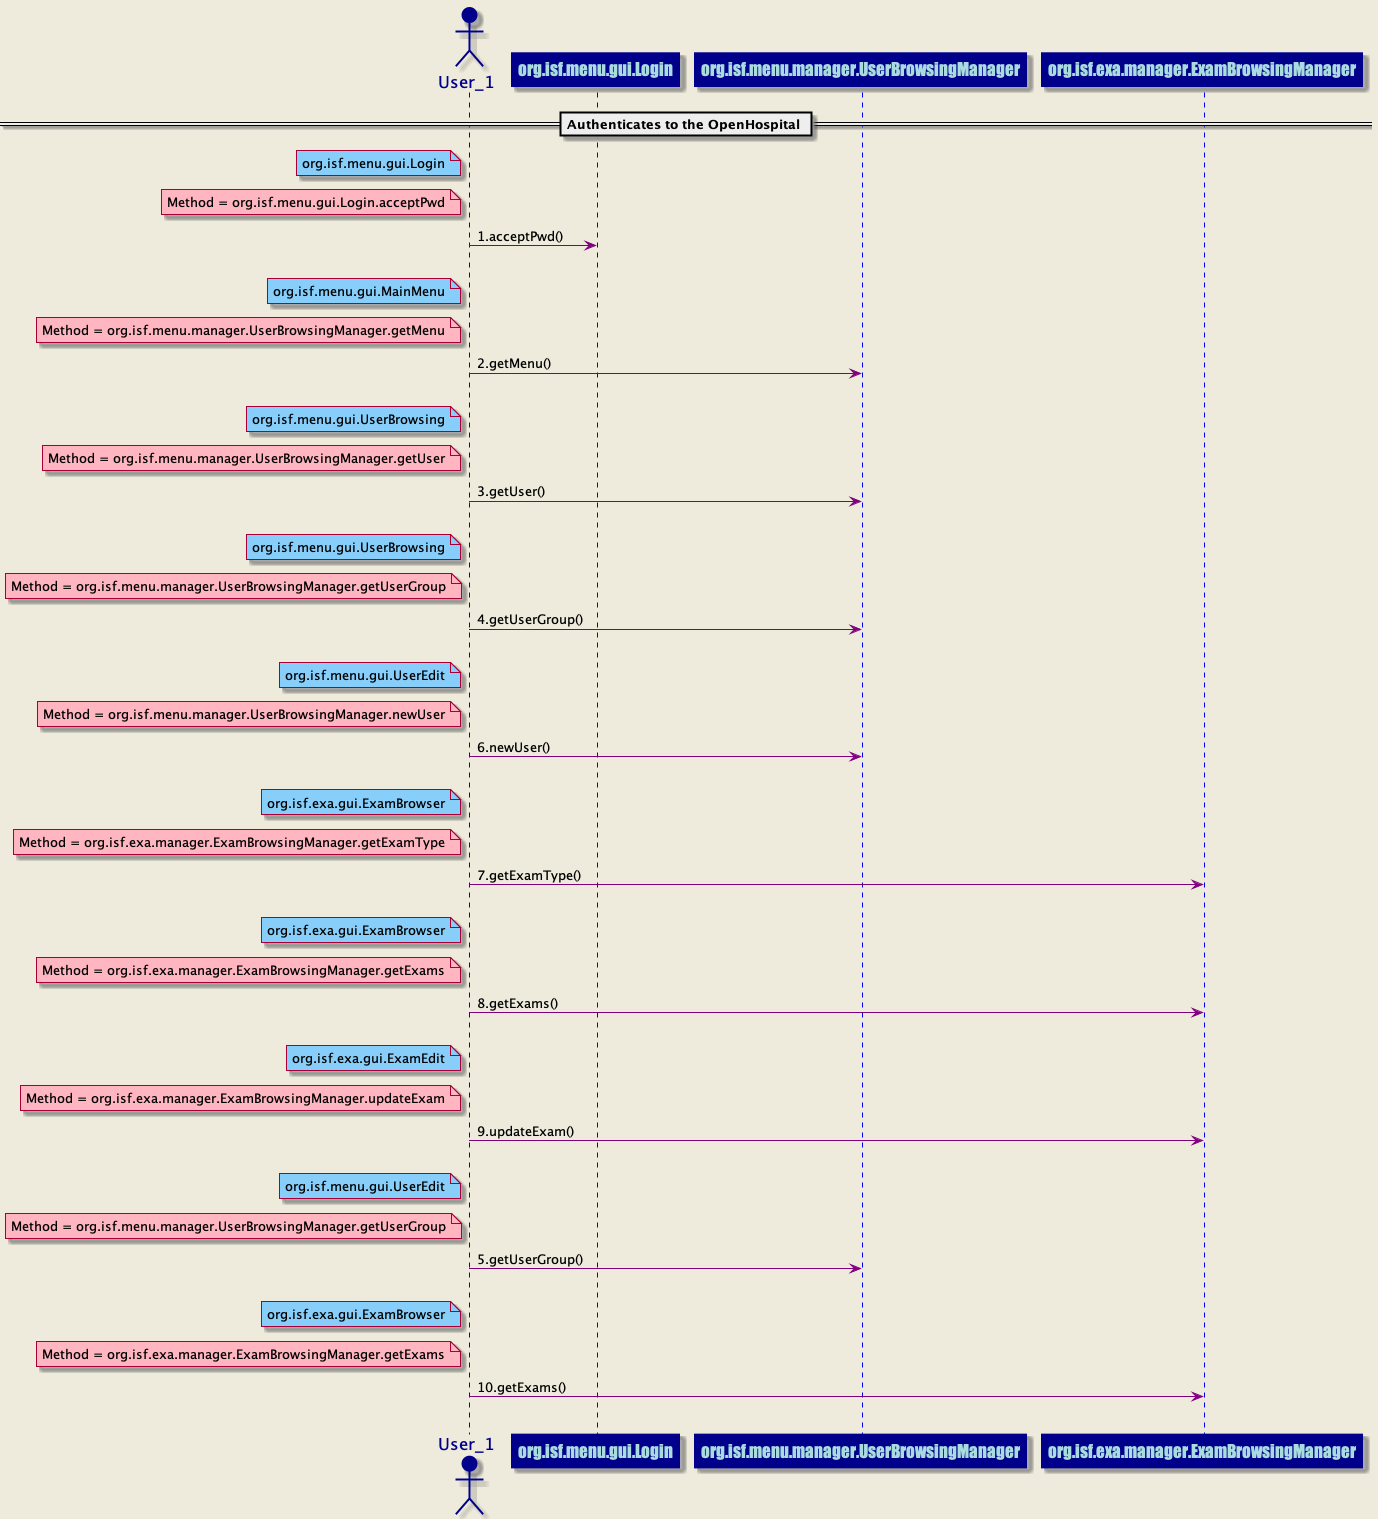 User_1
org.isf.menu.gui.Login
org.isf.menu.manager.UserBrowsingManager
org.isf.exa.manager.ExamBrowsingManager
Authenticates to the OpenHospital
org.isf.menu.gui.Login
Method = org.isf.menu.gui.Login.acceptPwd
1.acceptPwd()
org.isf.menu.gui.MainMenu
Method = org.isf.menu.manager.UserBrowsingManager.getMenu
2.getMenu()
org.isf.menu.gui.UserBrowsing
Method = org.isf.menu.manager.UserBrowsingManager.getUser
3.getUser()
org.isf.menu.gui.UserBrowsing
Method = org.isf.menu.manager.UserBrowsingManager.getUserGroup
4.getUserGroup()
org.isf.menu.gui.UserEdit
Method = org.isf.menu.manager.UserBrowsingManager.newUser
6.newUser()
org.isf.exa.gui.ExamBrowser
Method = org.isf.exa.manager.ExamBrowsingManager.getExamType
7.getExamType()
org.isf.exa.gui.ExamBrowser
Method = org.isf.exa.manager.ExamBrowsingManager.getExams
8.getExams()
org.isf.exa.gui.ExamEdit
Method = org.isf.exa.manager.ExamBrowsingManager.updateExam
9.updateExam()
org.isf.menu.gui.UserEdit
Method = org.isf.menu.manager.UserBrowsingManager.getUserGroup
5.getUserGroup()
org.isf.exa.gui.ExamBrowser
Method = org.isf.exa.manager.ExamBrowsingManager.getExams
10.getExams()
User_1
org.isf.menu.gui.Login
org.isf.menu.manager.UserBrowsingManager
org.isf.exa.manager.ExamBrowsingManager